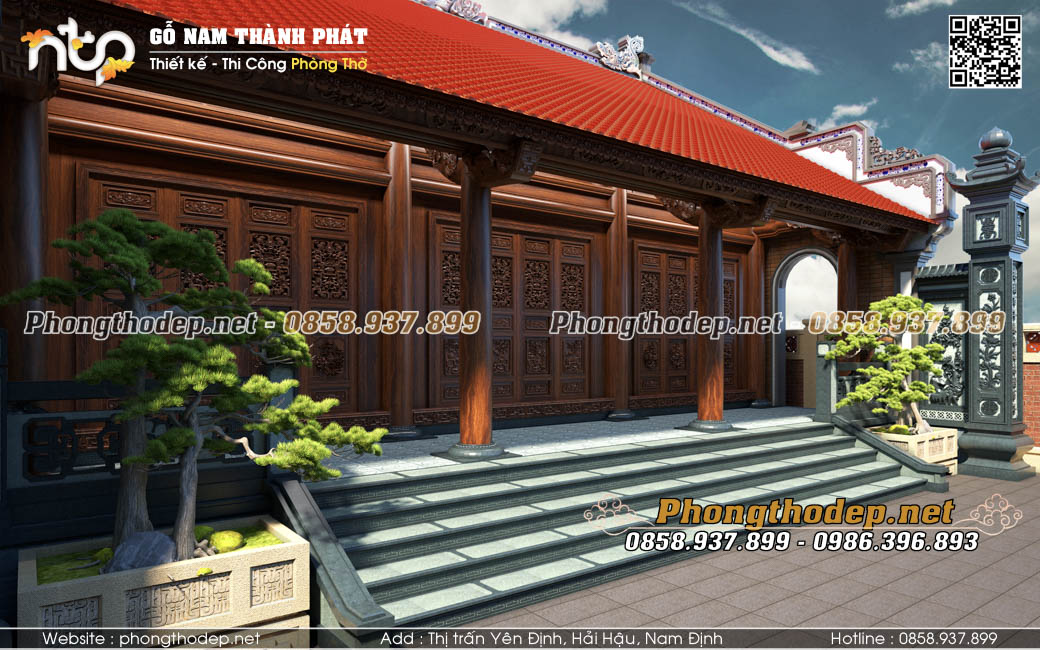 ntp GỖ NAM THÀNH PHÁT
Thiết kế - Thi Công Phòng Thờ
Phongthodep.net - 0858.937.899
Phongthodep.net - 0858.937.899
Phongthodep.net
0858.937.899 - 0986.396.893
Website : phongthodep.net Add : Thị trấn Yên Định, Hải Hậu, Nam Định Hotline : 0858.937.899